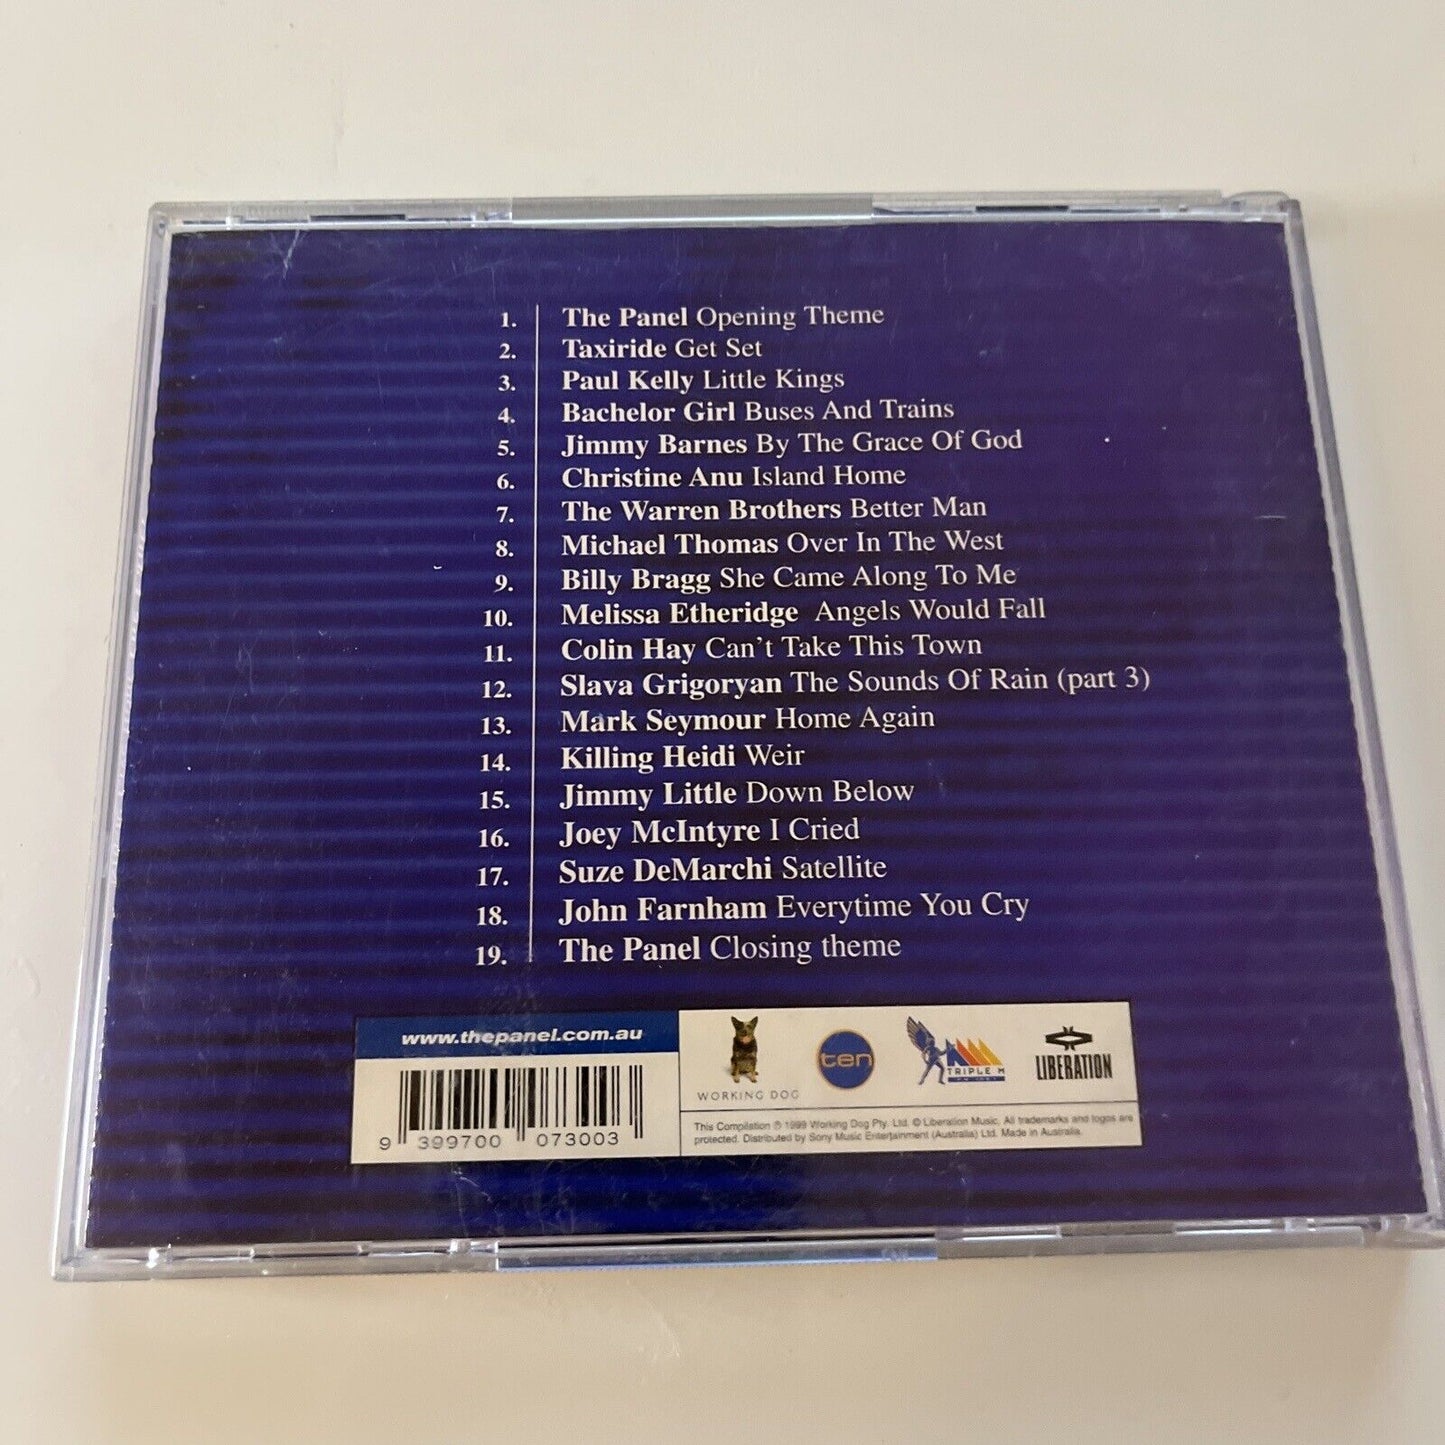 1. The Panel Opening Theme
2. Taxiride Get Set
3. Paul Kelly Little Kings
4. Bachelor Girl Buses And Trains
5. Jimmy Barnes By The Grace Of God
6. Christine Anu Island Home
7. The Warren Brothers Better Man
8. Michael Thomas Over In The West
9. Billy Bragg She Came Along To Me
10. Melissa Etheridge Angels Would Fall
11. Colin Hay Can't Take This Town
12. Slava Grigoryan The Sounds Of Rain (part 3)
13. Mark Seymour Home Again
14. Killing Heidi Weir
15. Jimmy Little Down Below
16. Joey McIntyre I Cried
17. Suze DeMarchi Satellite
18. John Farnham Everytime You Cry
19. The Panel Closing theme
www.thepanel.com.au
9 399700 073003
WORKING DOG
ten
TRIPLE M
LIBERATION
This Compilation ℗ 1999 Working Dog Pty. Ltd. © Liberation Music. All trademarks and logos are
protected. Distributed by Sony Music Entertainment (Australia) Ltd. Made in Australia.